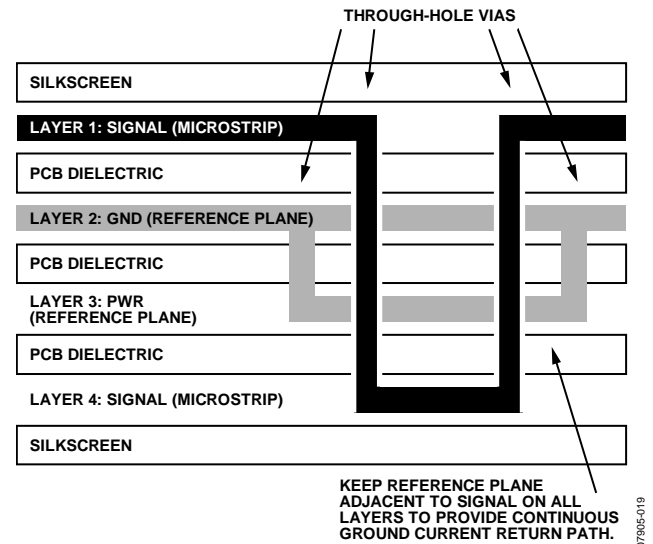 THROUGH-HOLE VIAS
SILKSCREEN
LAYER 1: SIGNAL (MICROSTRIP)
PCB DIELECTRIC
LAYER 2: GND (REFERENCE PLANE)
PCB DIELECTRIC
LAYER 3: PWR
(REFERENCE PLANE)
PCB DIELECTRIC
LAYER 4: SIGNAL (MICROSTRIP)
SILKSCREEN
KEEP REFERENCE PLANE
ADJACENT TO SIGNAL ON ALL
LAYERS TO PROVIDE CONTINUOUS
GROUND CURRENT RETURN PATH.
07905-019